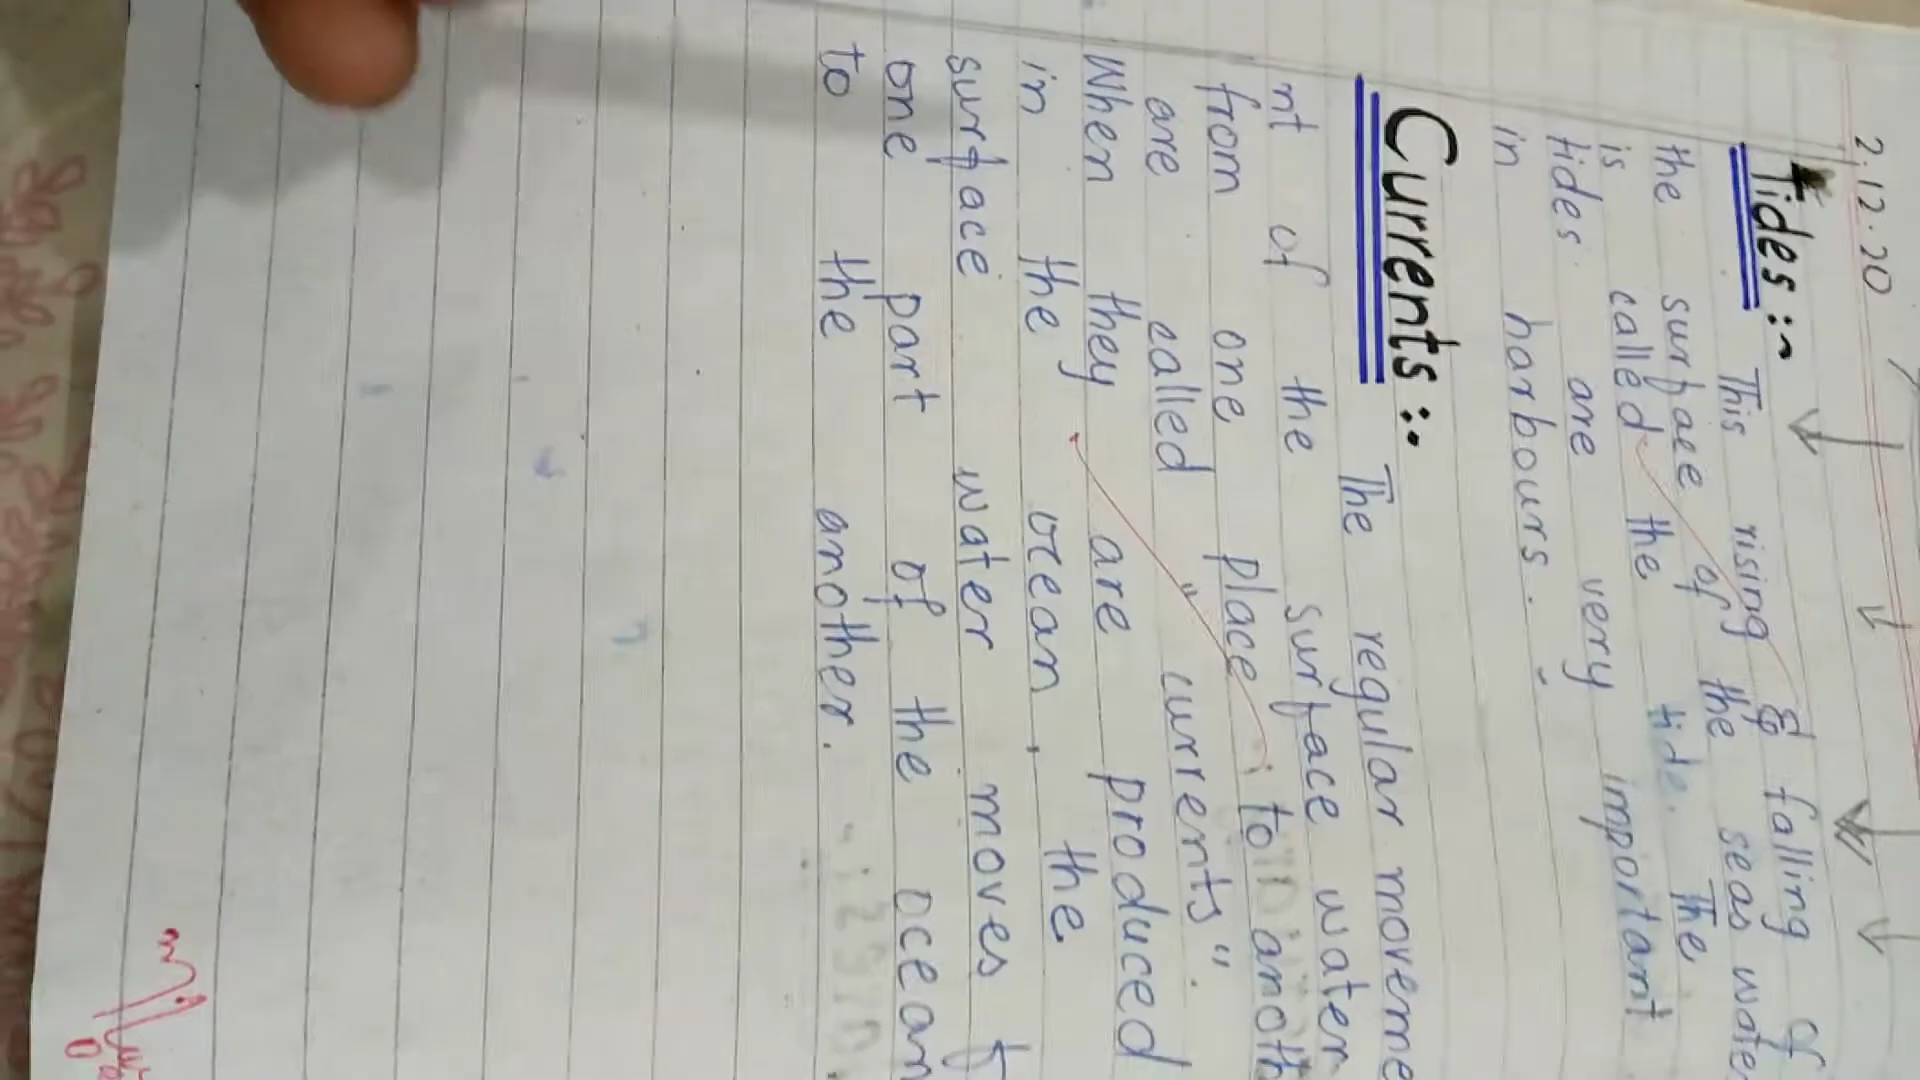 2.12.20
Tides :~
This rising & falling of
the surface of the seas wate
is called the tide. The
tides are very important
in harbours.
Currents :-
The regular moveme
nt of the surface water
from one place to anoth
are called " currents".
When they are produced
in the ocean, the
surface water moves f
one part of the ocean
to the another.